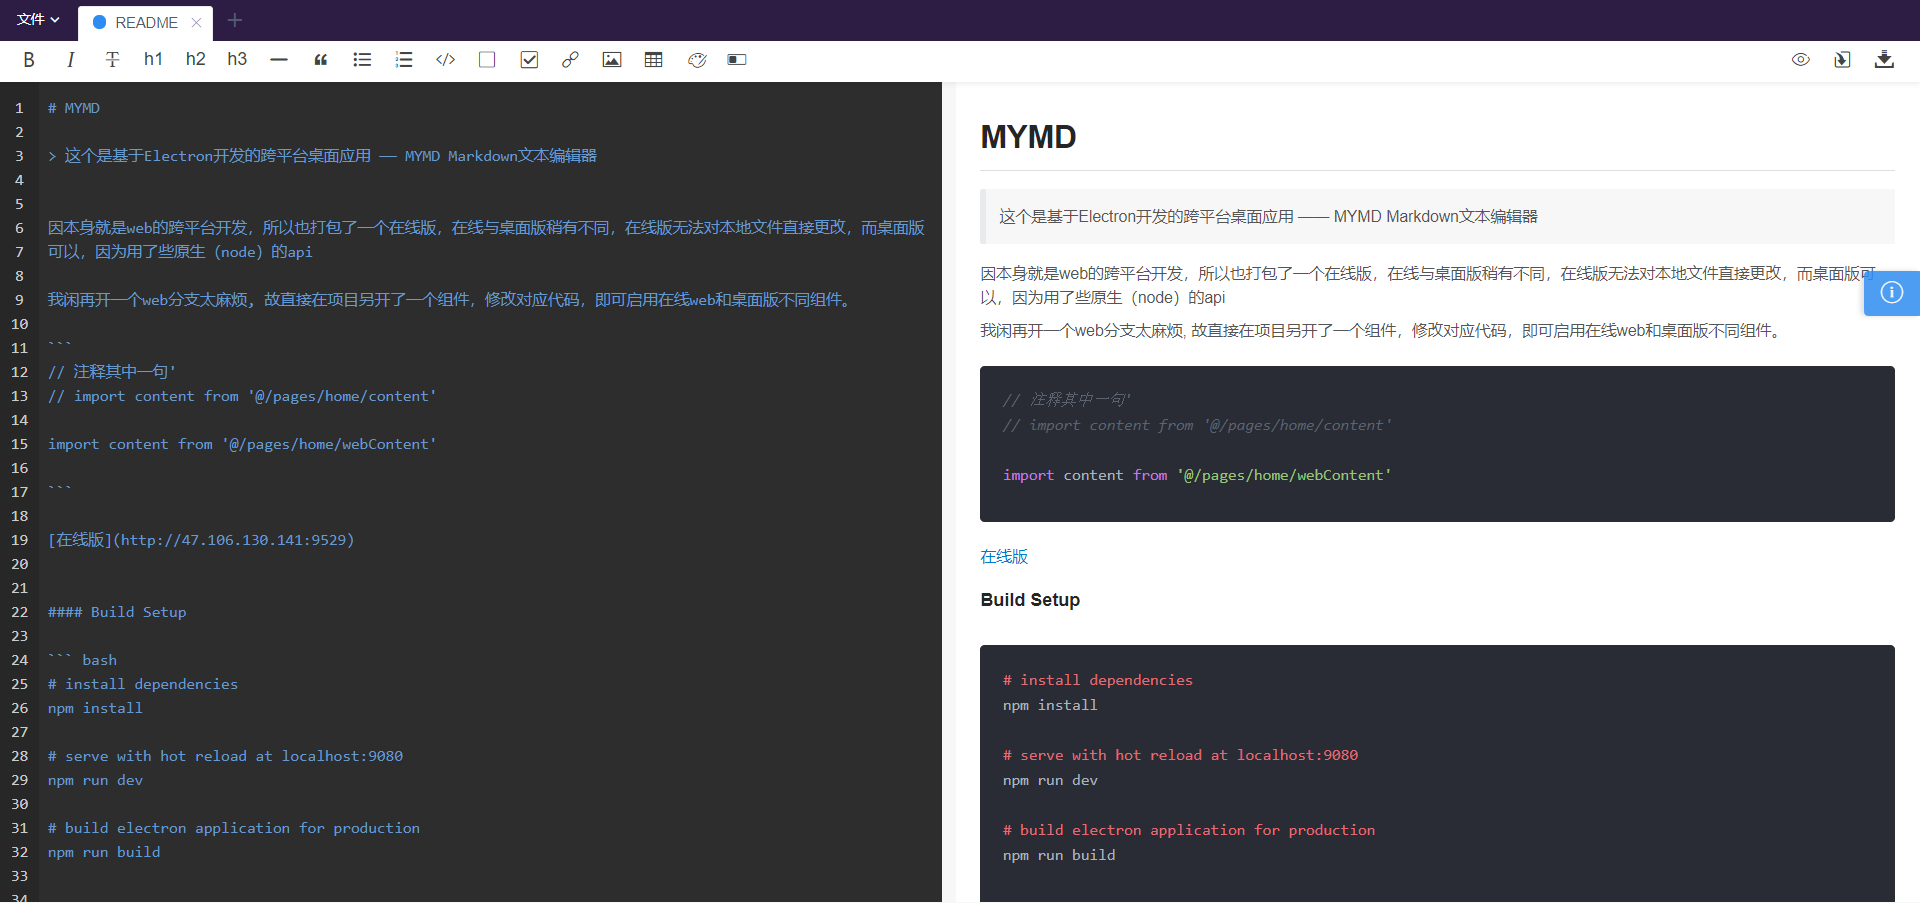 文件
README
B I T h1 h2 h3
1 # MYMD
2
3 > 这个是基于Electron开发的跨平台桌面应用 —— MYMD Markdown文本编辑器
4
5
6 因本身就是web的跨平台开发，所以也打包了一个在线版，在线与桌面版稍有不同，在线版无法对本地文件直接更改，而桌面版
7 可以，因为用了些原生（node）的api
8
9 我闲再开一个web分支太麻烦, 故直接在项目另开了一个组件，修改对应代码，即可启用在线web和桌面版不同组件。
10
11 ```
12 // 注释其中一句'
13 // import content from '@/pages/home/content'
14
15 import content from '@/pages/home/webContent'
16
17 ```
18
19 [在线版](http://47.106.130.141:9529)
20
21
22 #### Build Setup
23
24 ``` bash
25 # install dependencies
26 npm install
27
28 # serve with hot reload at localhost:9080
29 npm run dev
30
31 # build electron application for production
32 npm run build
33
34
MYMD
这个是基于Electron开发的跨平台桌面应用 —— MYMD Markdown文本编辑器
因本身就是web的跨平台开发，所以也打包了一个在线版，在线与桌面版稍有不同，在线版无法对本地文件直接更改，而桌面版可
以，因为用了些原生（node）的api
我闲再开一个web分支太麻烦, 故直接在项目另开了一个组件，修改对应代码，即可启用在线web和桌面版不同组件。
// 注释其中一句'
// import content from '@/pages/home/content'
import content from '@/pages/home/webContent'
在线版
Build Setup
# install dependencies
npm install
# serve with hot reload at localhost:9080
npm run dev
# build electron application for production
npm run build